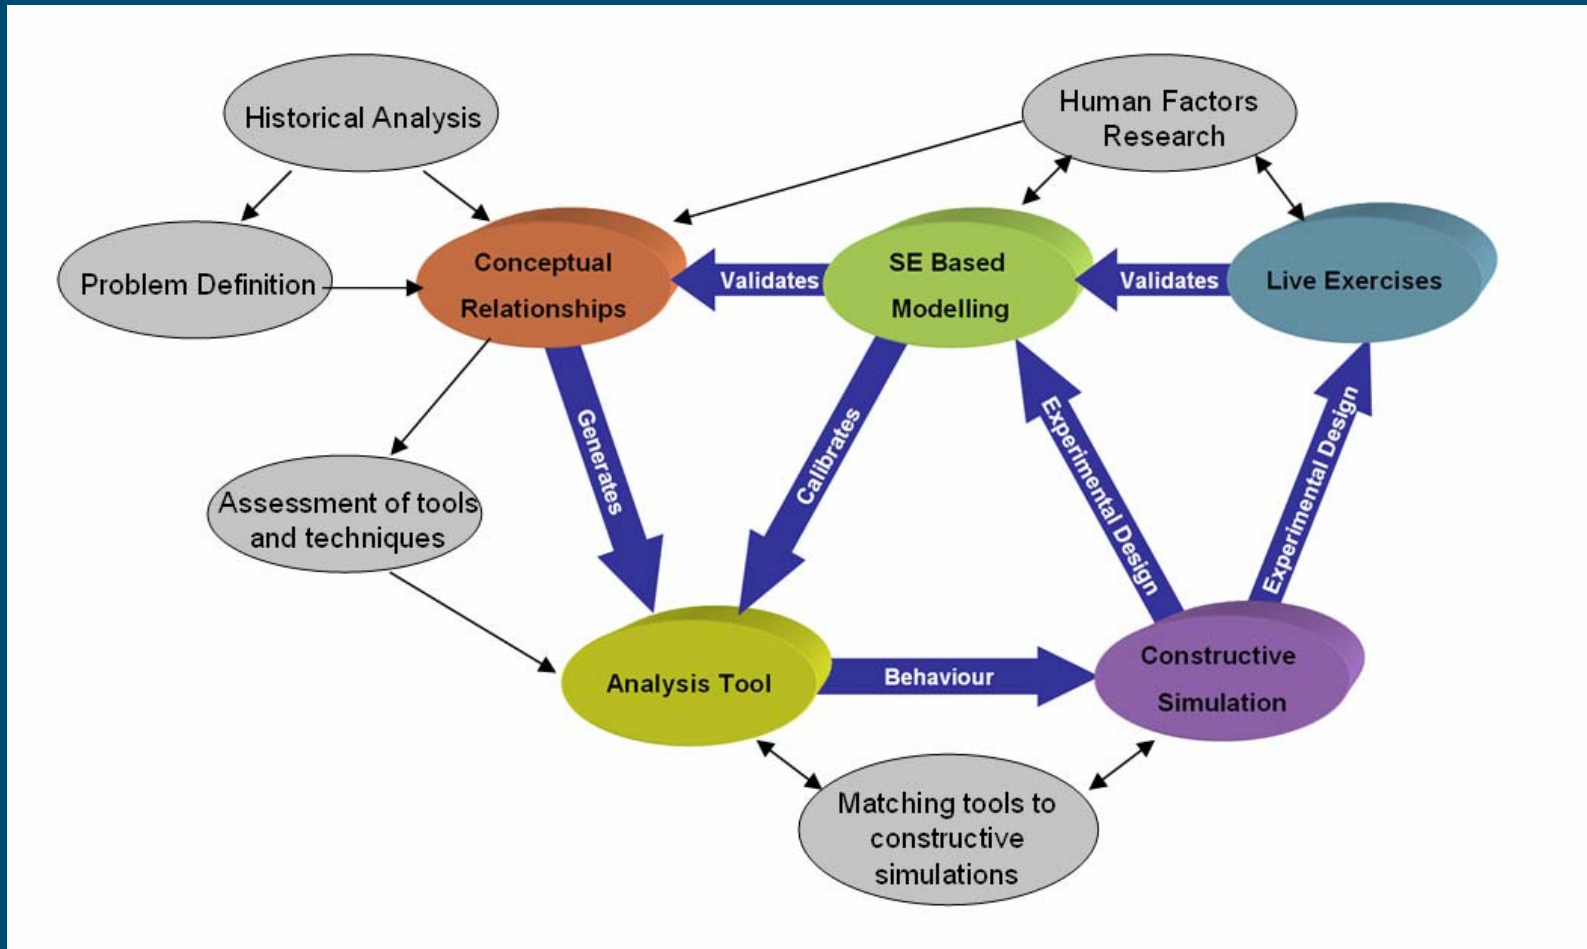 Historical Analysis
Human Factors
Research
Problem Definition
Conceptual
Relationships
Validates
SE Based
Modelling
Validates
Live Exercises
Generates
Calibrates
Experimental Design
Experimental Design
Assessment of tools
and techniques
Analysis Tool
Behaviour
Constructive
Simulation
Matching tools to
constructive
simulations